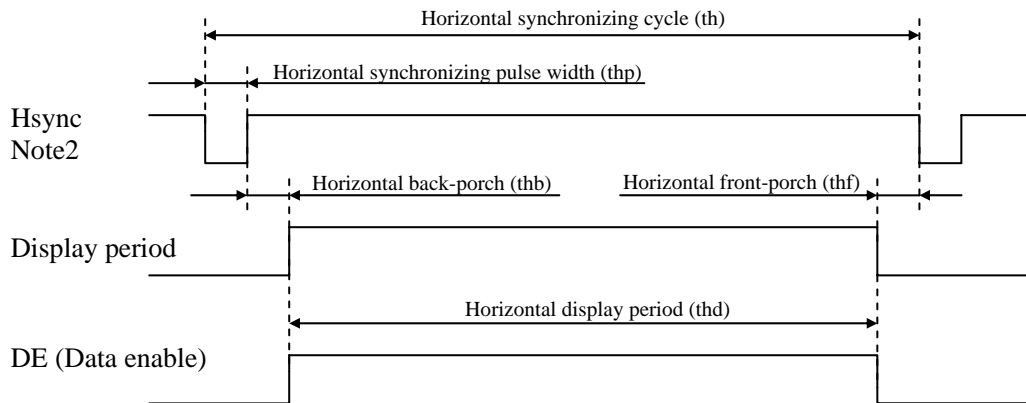 Horizontal synchronizing cycle (th)
Horizontal synchronizing pulse width (thp)
Hsync
Note2
Horizontal back-porch (thb)
Horizontal front-porch (thf)
Display period
Horizontal display period (thd)
DE (Data enable)